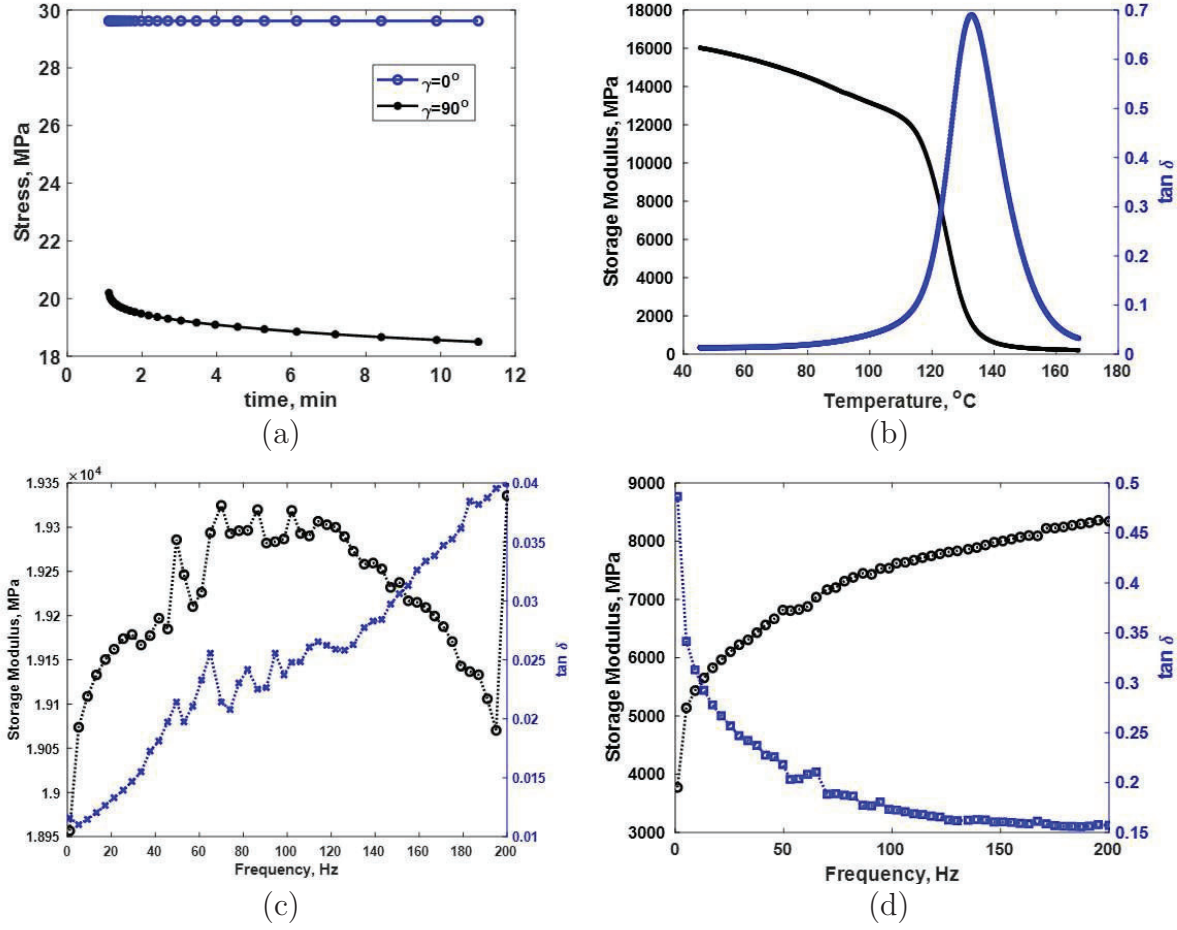 30
28
26
24
22
20
18
Stress, MPa
γ=0°
γ=90°
0 2 4 6 8 10 12
time, min
(a)
18000
16000
14000
12000
10000
8000
6000
4000
2000
0
Storage Modulus, MPa
0.7
0.6
0.5
0.4
0.3
0.2
0.1
0
tan δ
40 60 80 100 120 140 160 180
Temperature, °C
(b)
×10⁴
1.935
1.93
1.925
1.92
1.915
1.91
1.905
1.9
1.895
Storage Modulus, MPa
0.04
0.035
0.03
0.025
0.02
0.015
0.01
tan δ
0 20 40 60 80 100 120 140 160 180 200
Frequency, Hz
(c)
9000
8000
7000
6000
5000
4000
3000
Storage Modulus, MPa
0.5
0.45
0.4
0.35
0.3
0.25
0.2
0.15
tan δ
0 50 100 150 200
Frequency, Hz
(d)